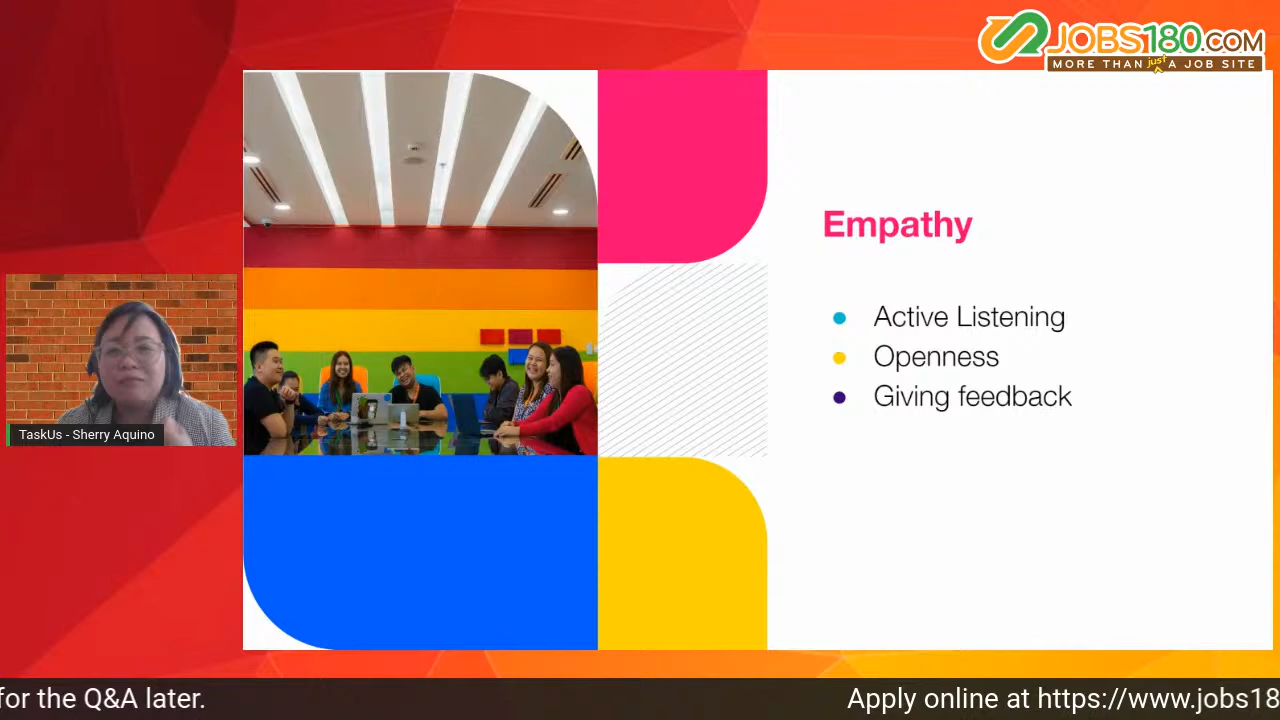 JOBS180.COM
MORE THAN just A JOB SITE
Empathy
Active Listening
Openness
Giving feedback
TaskUs - Sherry Aquino
for the Q&A later.
Apply online at https://www.jobs18